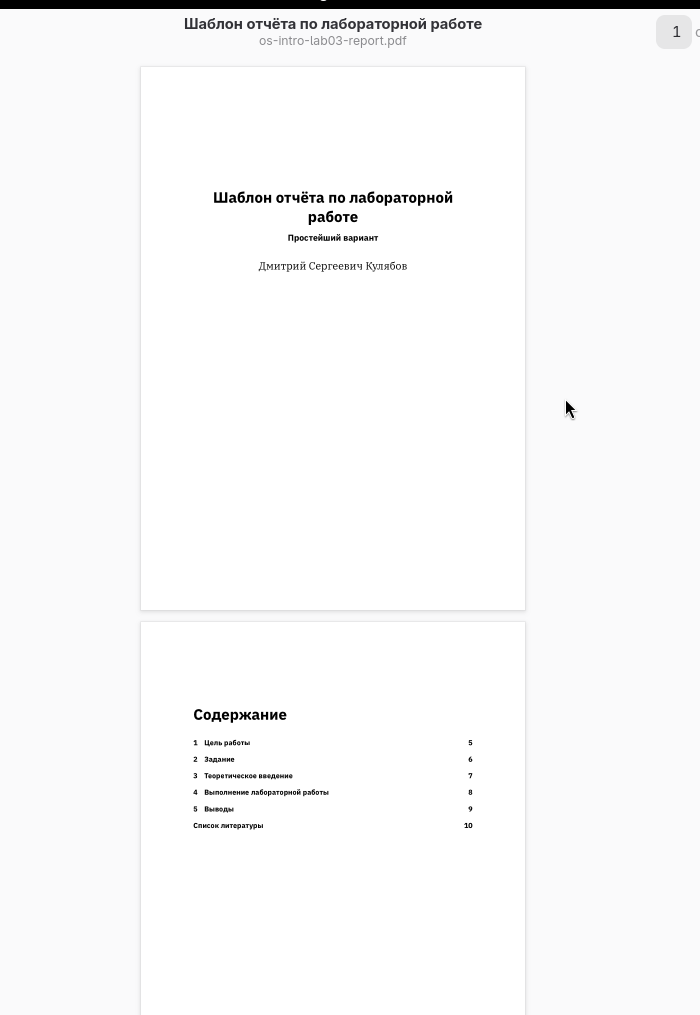 Шаблон отчёта по лабораторной работе
os-intro-lab03-report.pdf
1
Шаблон отчёта по лабораторной
работе
Простейший вариант
Дмитрий Сергеевич Кулябов
Содержание
1 Цель работы 5
2 Задание 6
3 Теоретическое введение 7
4 Выполнение лабораторной работы 8
5 Выводы 9
Список литературы 10